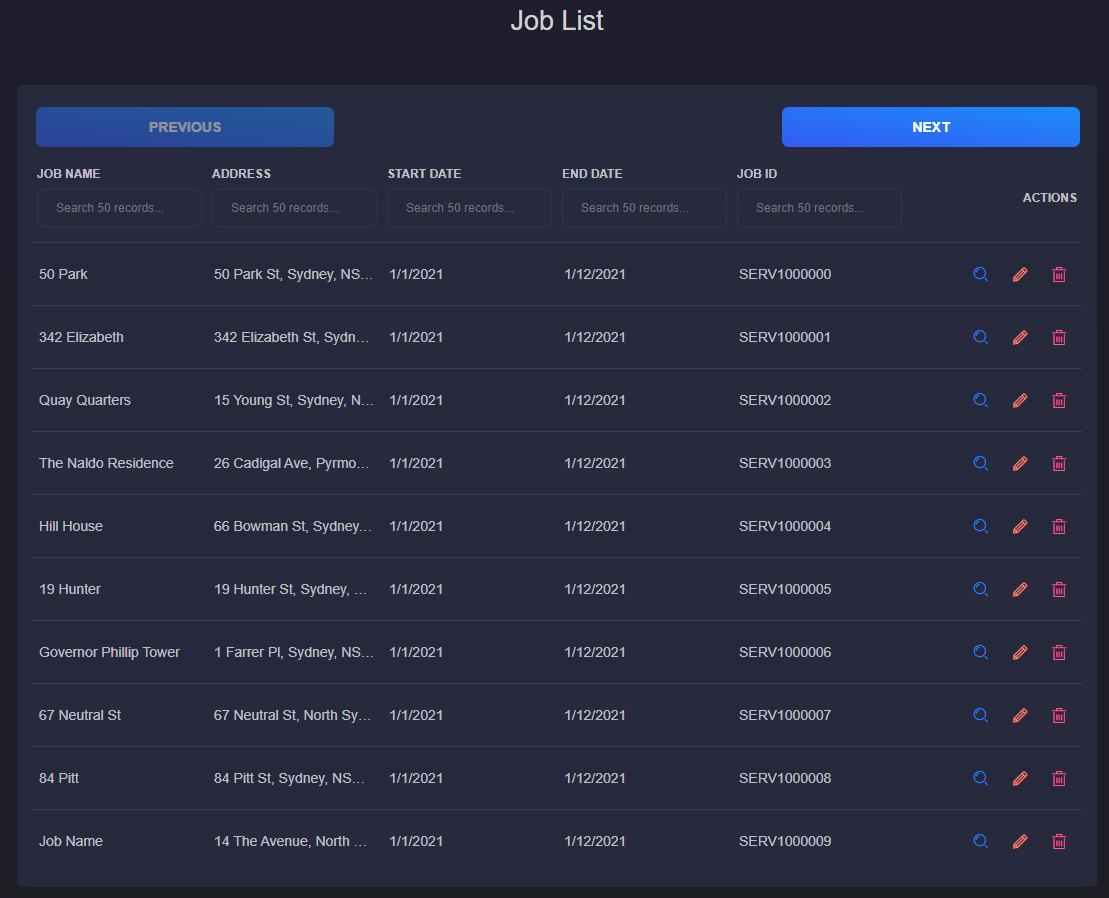 Job List
PREVIOUS NEXT
JOB NAME ADDRESS START DATE END DATE JOB ID ACTIONS
Search 50 records... Search 50 records... Search 50 records... Search 50 records... Search 50 records...
50 Park 50 Park St, Sydney, NS... 1/1/2021 1/12/2021 SERV1000000
342 Elizabeth 342 Elizabeth St, Sydn... 1/1/2021 1/12/2021 SERV1000001
Quay Quarters 15 Young St, Sydney, N... 1/1/2021 1/12/2021 SERV1000002
The Naldo Residence 26 Cadigal Ave, Pyrmo... 1/1/2021 1/12/2021 SERV1000003
Hill House 66 Bowman St, Sydney... 1/1/2021 1/12/2021 SERV1000004
19 Hunter 19 Hunter St, Sydney, ... 1/1/2021 1/12/2021 SERV1000005
Governor Phillip Tower 1 Farrer Pl, Sydney, NS... 1/1/2021 1/12/2021 SERV1000006
67 Neutral St 67 Neutral St, North Sy... 1/1/2021 1/12/2021 SERV1000007
84 Pitt 84 Pitt St, Sydney, NS... 1/1/2021 1/12/2021 SERV1000008
Job Name 14 The Avenue, North ... 1/1/2021 1/12/2021 SERV1000009